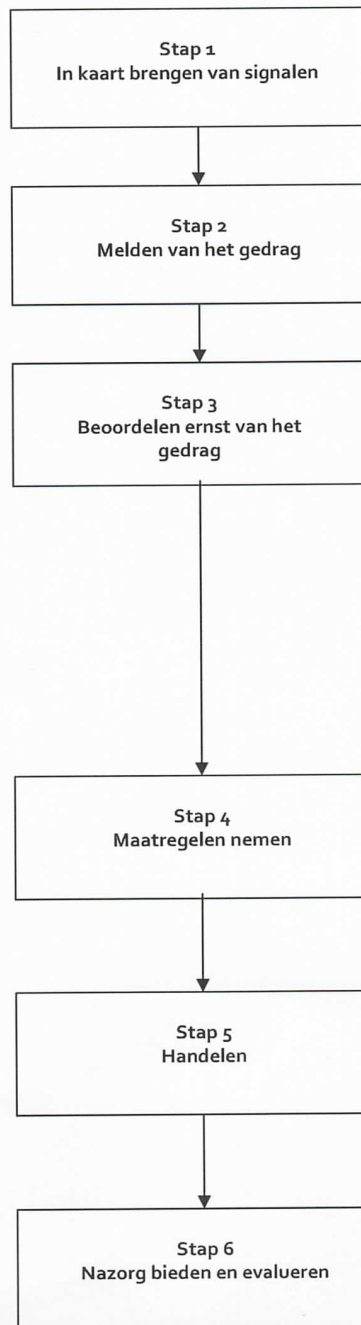 Stap 1
In kaart brengen van signalen
Stap 2
Melden van het gedrag
Stap 3
Beoordelen ernst van het
gedrag
Stap 4
Maatregelen nemen
Stap 5
Handelen
Stap 6
Nazorg bieden en evalueren